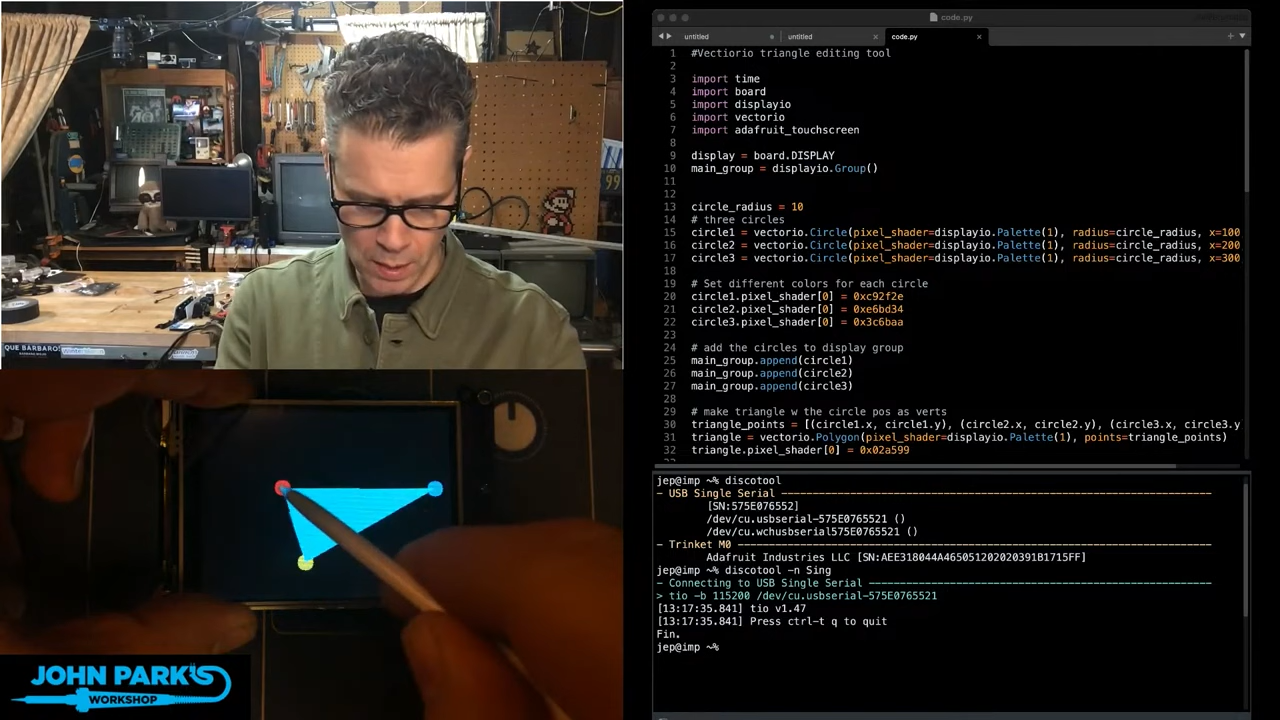 code.py
untitled
untitled
code.py
1 #Vectiorio triangle editing tool
2
3 import time
4 import board
5 import displayio
6 import vectorio
7 import adafruit_touchscreen
8
9 display = board.DISPLAY
10 main_group = displayio.Group()
11
12
13 circle_radius = 10
14 # three circles
15 circle1 = vectorio.Circle(pixel_shader=displayio.Palette(1), radius=circle_radius, x=100
16 circle2 = vectorio.Circle(pixel_shader=displayio.Palette(1), radius=circle_radius, x=200
17 circle3 = vectorio.Circle(pixel_shader=displayio.Palette(1), radius=circle_radius, x=300
18
19 # Set different colors for each circle
20 circle1.pixel_shader[0] = 0xc92f2e
21 circle2.pixel_shader[0] = 0xe6bd34
22 circle3.pixel_shader[0] = 0x3c6baa
23
24 # add the circles to display group
25 main_group.append(circle1)
26 main_group.append(circle2)
27 main_group.append(circle3)
28
29 # make triangle w the circle pos as verts
30 triangle_points = [(circle1.x, circle1.y), (circle2.x, circle2.y), (circle3.x, circle3.y
31 triangle = vectorio.Polygon(pixel_shader=displayio.Palette(1), points=triangle_points)
32 triangle.pixel_shader[0] = 0x02a599
jep@imp ~% discotool
- USB Single Serial
[SN:575E076552]
/dev/cu.usbserial-575E0765521 ()
/dev/cu.wchusbserial575E0765521 ()
- Trinket M0
Adafruit Industries LLC [SN:AEE318044A465051202020391B1715FF]
jep@imp ~% discotool -n Sing
- Connecting to USB Single Serial
> tio -b 115200 /dev/cu.usbserial-575E0765521
[13:17:35.841] tio v1.47
[13:17:35.841] Press ctrl-t q to quit
Fin.
jep@imp ~%
99
QUE BÁRBARO
JOHN PARK'S
WORKSHOP